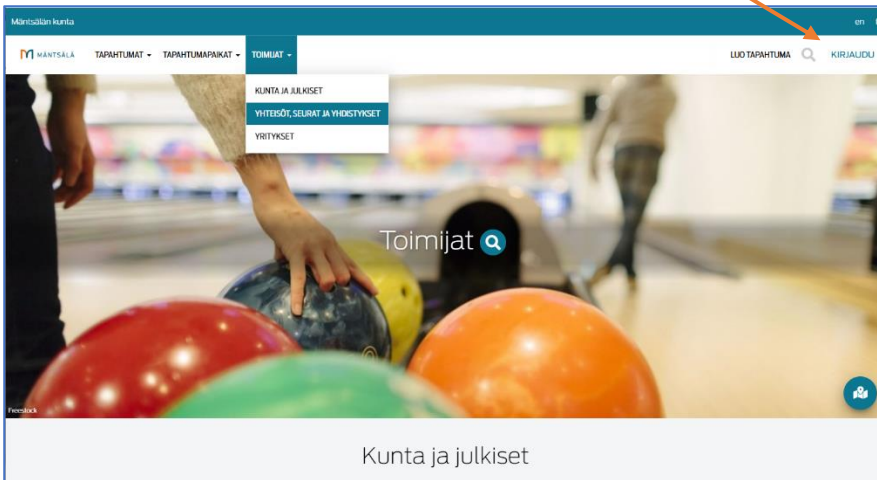 Mäntsälän kunta
en
MÄNTSÄLÄ TAPAHTUMAT TAPAHTUMAPAIKAT TOIMIJAT LUO TAPAHTUMA KIRJAUDU
KUNTA JA JULKISET
YHTEISÖT, SEURAT JA YHDISTYKSET
YRITYKSET
Toimijat
Freestock
Kunta ja julkiset